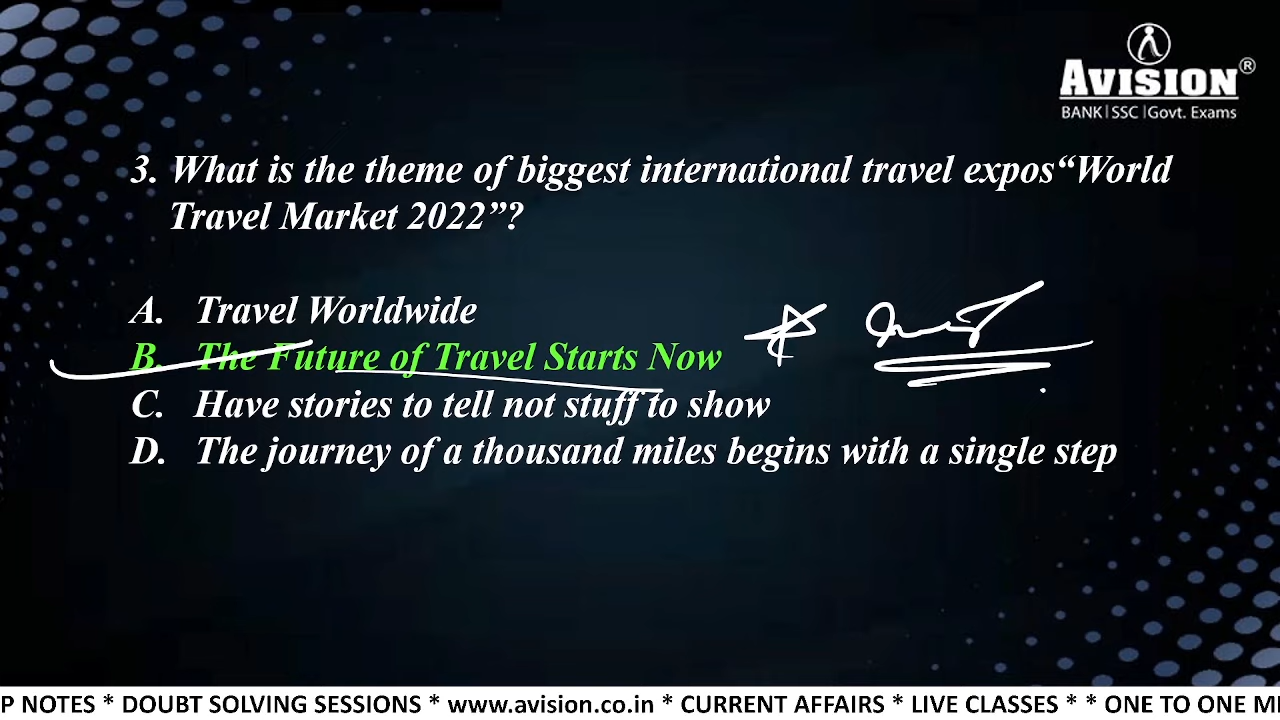 AVISION®
BANK|SSC|Govt. Exams
3. What is the theme of biggest international travel expos“World
Travel Market 2022”?
A. Travel Worldwide
B. The Future of Travel Starts Now
C. Have stories to tell not stuff to show
D. The journey of a thousand miles begins with a single step
P NOTES * DOUBT SOLVING SESSIONS * www.avision.co.in * CURRENT AFFAIRS * LIVE CLASSES * * ONE TO ONE